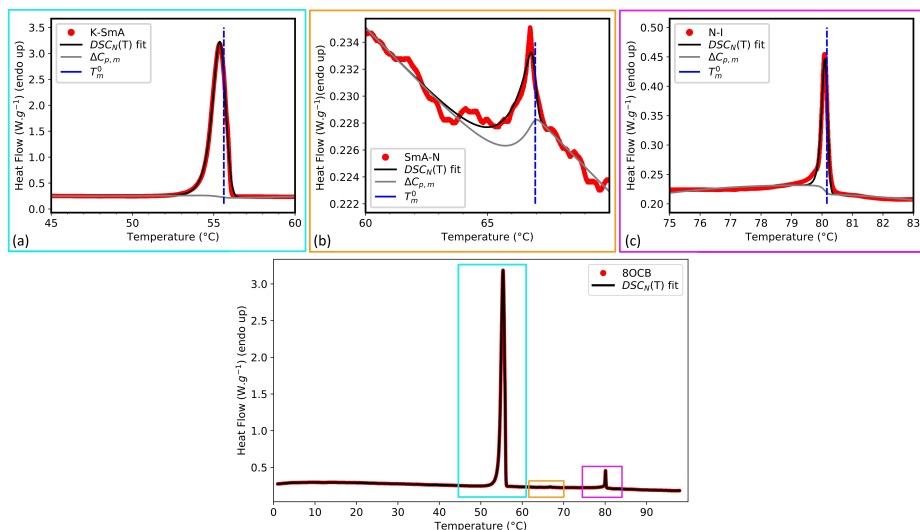 K-SmA
DSC_N(T) fit
ΔC_{p,m}
T_m^0
Heat Flow (W.g⁻¹) (endo up)
3.5
3.0
2.5
2.0
1.5
1.0
0.5
0.0
45
50
55
60
Temperature (°C)
(a)
SmA-N
DSC_N(T) fit
ΔC_{p,m}
T_m^0
Heat Flow (W.g⁻¹)(endo up)
0.234
0.232
0.230
0.228
0.226
0.224
0.222
60
65
Temperature (°C)
(b)
N-I
DSC_N(T) fit
ΔC_{p,m}
T_m^0
Heat Flow (W.g⁻¹) (endo up)
0.50
0.45
0.40
0.35
0.30
0.25
0.20
75
76
77
78
79
80
81
82
83
Temperature (°C)
(c)
8OCB
DSC_N(T) fit
Heat Flow (W.g⁻¹) (endo up)
3.0
2.5
2.0
1.5
1.0
0.5
0
10
20
30
40
50
60
70
80
90
Temperature (°C)